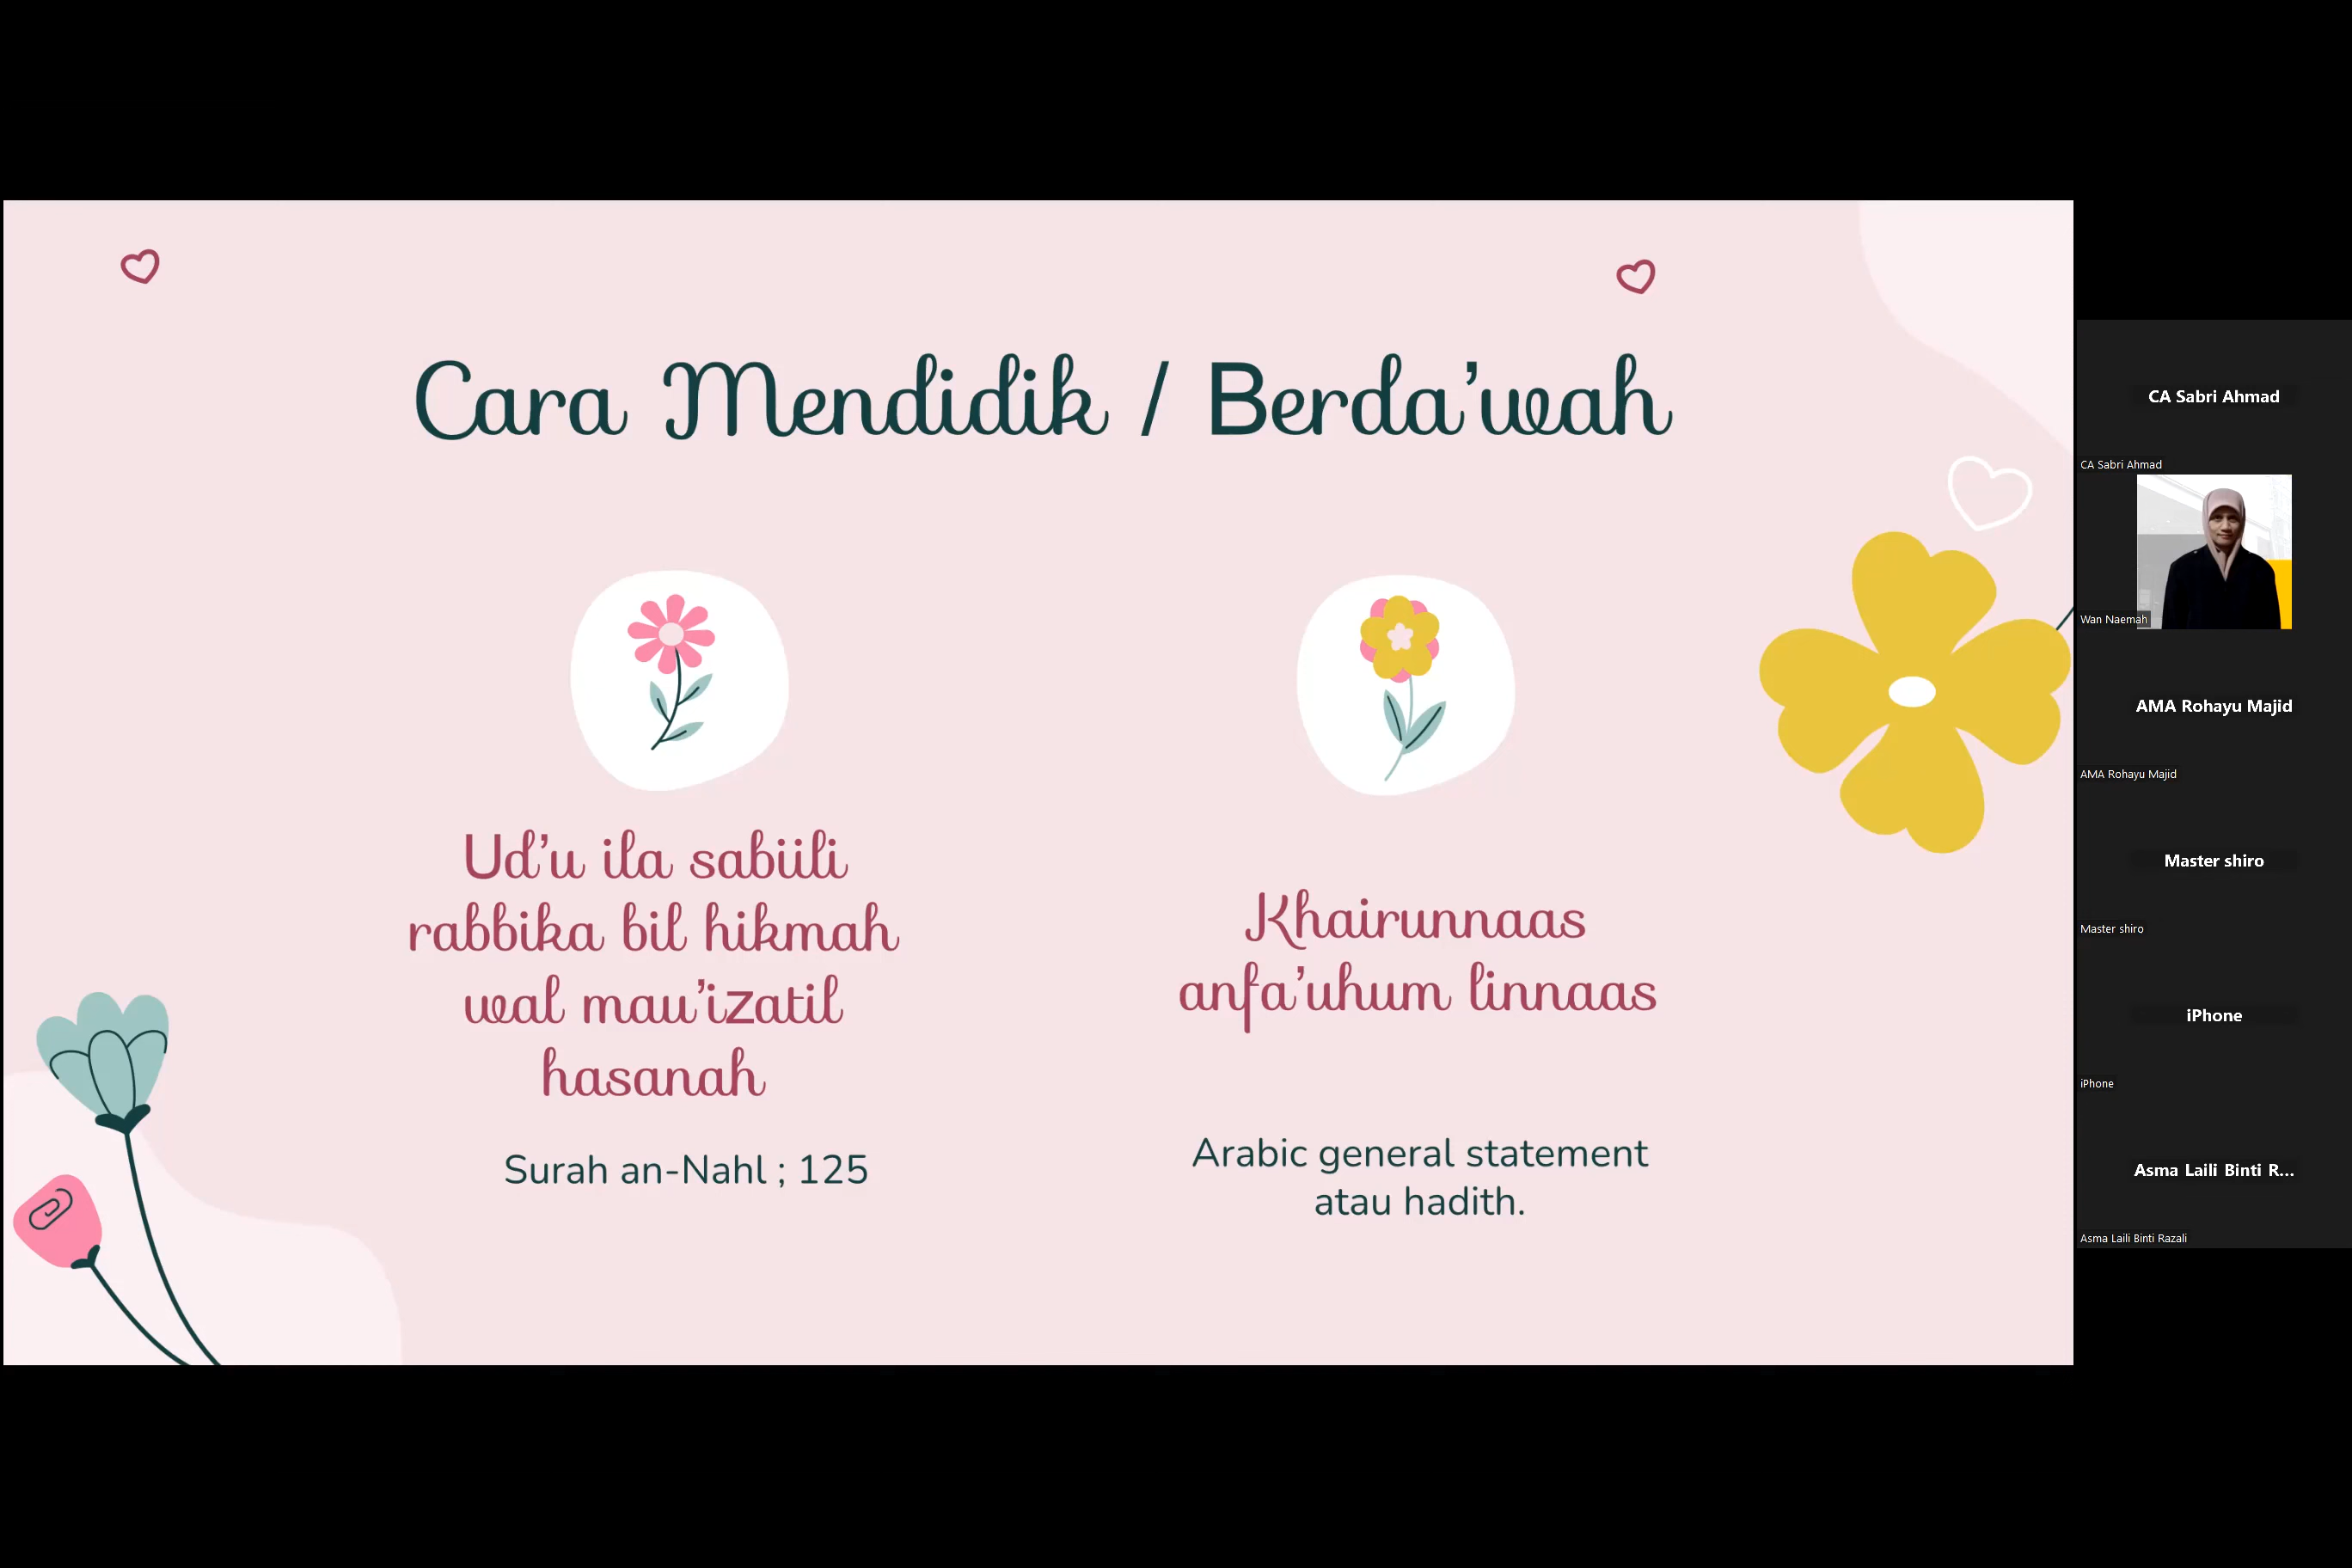 Cara Mendidik / Berda'wah
Ud'u ila sabiili
rabbika bil hikmah
wal mau'izatil
hasanah
Surah an-Nahl ; 125
Khairunnaas
anfa'uhum linnaas
Arabic general statement
atau hadith.
CA Sabri Ahmad
CA Sabri Ahmad
Wan Naemah
AMA Rohayu Majid
AMA Rohayu Majid
Master shiro
Master shiro
iPhone
iPhone
Asma Laili Binti R...
Asma Laili Binti Razali